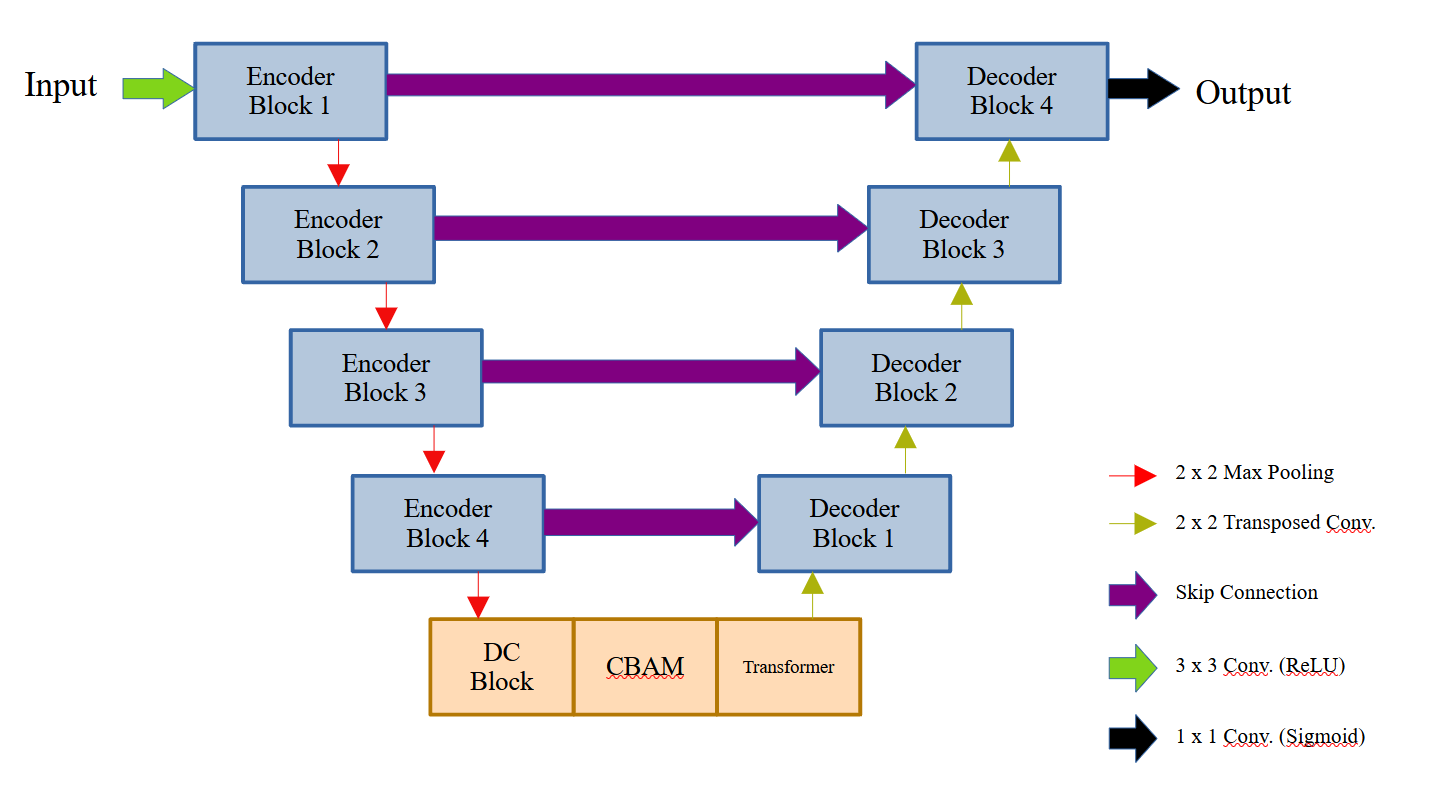 Input
Encoder
Block 1
Decoder
Block 4
Output
Encoder
Block 2
Decoder
Block 3
Encoder
Block 3
Decoder
Block 2
Encoder
Block 4
Decoder
Block 1
DC
Block
CBAM
Transformer
2 x 2 Max Pooling
2 x 2 Transposed Conv.
Skip Connection
3 x 3 Conv. (ReLU)
1 x 1 Conv. (Sigmoid)